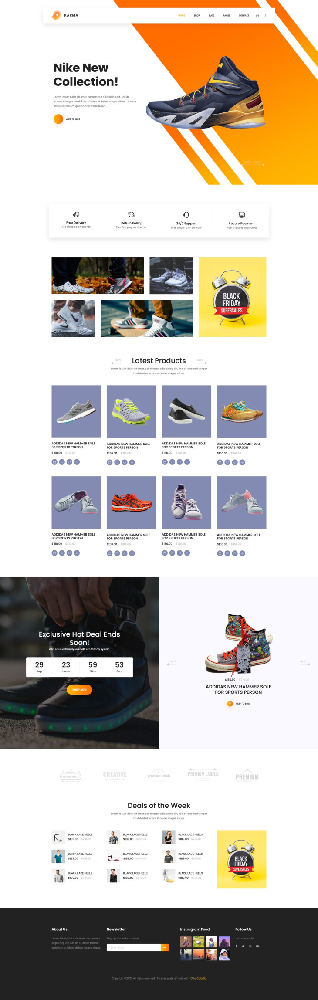 KARMA
HOME SHOP BLOG PAGES CONTACT
Nike New
Collection!
Lorem ipsum dolor sit amet, consectetur adipisicing elit, sed do
eiusmod tempor incididunt ut labore et dolore magna aliqua. Ut enim
ad minim veniam, quis nostrud exercitation.
ADD TO BAG
PREV NEXT
Free Delivery
Free Shipping on all order
Return Policy
Free Shipping on all order
24/7 Support
Free Shipping on all order
Secure Payment
Free Shipping on all order
BLACK
FRIDAY
SUPERSALES
PREV
Latest Products
NEXT
Lorem ipsum dolor sit amet, consectetur adipisicing elit, sed do eiusmod tempor
incididunt ut labore et dolore magna aliqua.
ADDIDAS NEW HAMMER SOLE
FOR SPORTS PERSON
$150.00 $210.00
ADDIDAS NEW HAMMER SOLE
FOR SPORTS PERSON
$150.00 $210.00
ADDIDAS NEW HAMMER SOLE
FOR SPORTS PERSON
$150.00 $210.00
ADDIDAS NEW HAMMER SOLE
FOR SPORTS PERSON
$150.00 $210.00
ADDIDAS NEW HAMMER SOLE
FOR SPORTS PERSON
$150.00 $210.00
ADDIDAS NEW HAMMER SOLE
FOR SPORTS PERSON
$150.00 $210.00
ADDIDAS NEW HAMMER SOLE
FOR SPORTS PERSON
$150.00 $210.00
ADDIDAS NEW HAMMER SOLE
FOR SPORTS PERSON
$150.00 $210.00
Exclusive Hot Deal Ends
Soon!
Who are in extremely love with eco friendly system.
29 23 59 53
Days Hours Mins Secs
SHOP NOW
PREV
NEXT
$150.00 $210.00
ADDIDAS NEW HAMMER SOLE
FOR SPORTS PERSON
ADD TO BAG
PREMIUM LABELS
CREATIVE
premium labels
PREMIUM LABELS
PREMIUM
Deals of the Week
Lorem ipsum dolor sit amet, consectetur adipisicing elit, sed do eiusmod tempor
incididunt ut labore et dolore magna aliqua.
BLACK LACE HEELS
$189.00 $210.00
BLACK LACE HEELS
$189.00 $210.00
BLACK LACE HEELS
$189.00 $210.00
BLACK LACE HEELS
$189.00 $210.00
BLACK LACE HEELS
$189.00 $210.00
BLACK LACE HEELS
$189.00 $210.00
BLACK LACE HEELS
$189.00 $210.00
BLACK LACE HEELS
$189.00 $210.00
BLACK LACE HEELS
$189.00 $210.00
BLACK
FRIDAY
SUPERSALES
About Us
Lorem ipsum dolor sit amet, consectetur
adipisicing elit, sed do eiusmod tempor
incididunt ut labore dolore magna aliqua.
Newsletter
Stay update with our latest
Enter Email
Instragram Feed
Follow Us
Let us be social
Copyright ©2023 All rights reserved | This template is made with ♡ by Colorlib